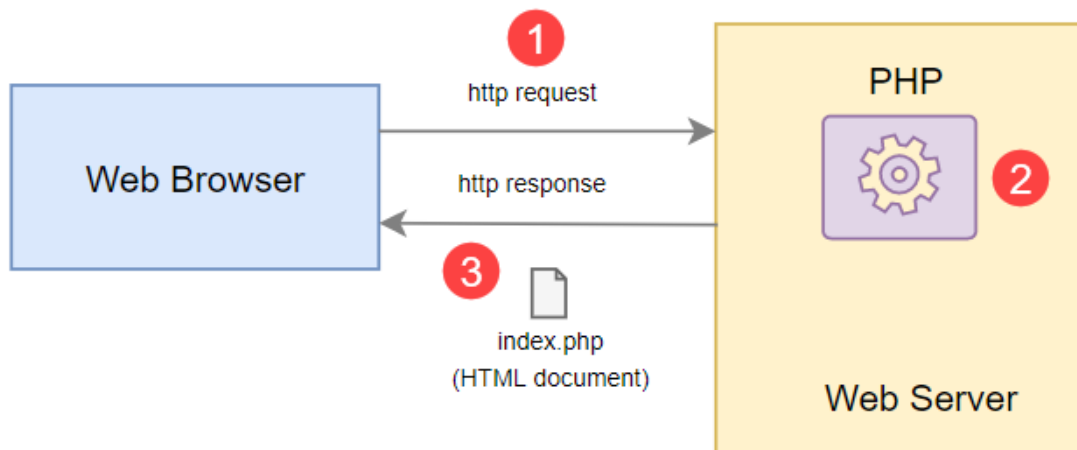 1
http request
PHP
Web Browser
2
http response
3
index.php
(HTML document)
Web Server